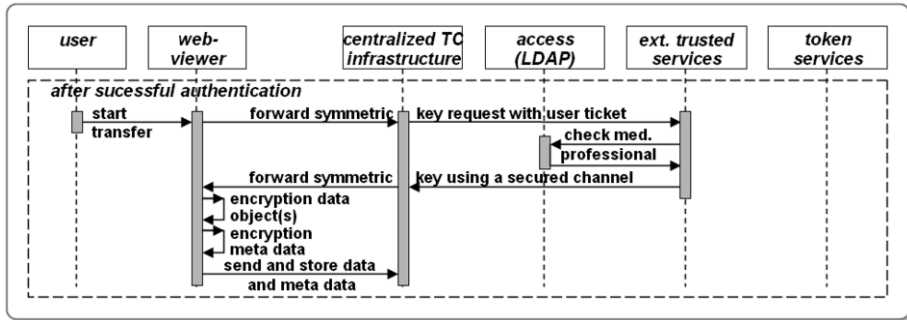 user
web-
viewer
centralized TC
infrastructure
access
(LDAP)
ext. trusted
services
token
services
after sucessful authentication
start
transfer
forward symmetric
key request with user ticket
check med.
professional
forward symmetric
key using a secured channel
encryption data
object(s)
encryption
meta data
send and store data
and meta data